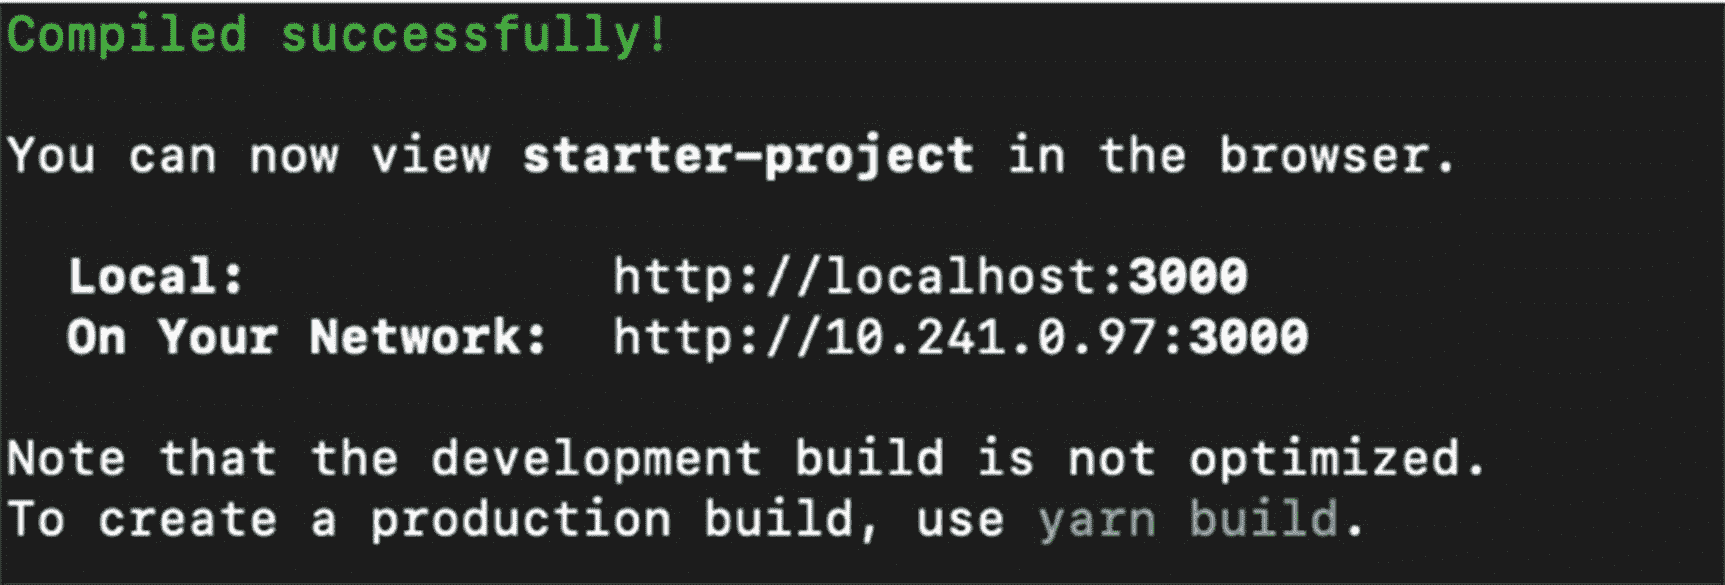 Compiled successfully!
You can now view starter-project in the browser.
Local: http://localhost:3000
On Your Network: http://10.241.0.97:3000
Note that the development build is not optimized.
To create a production build, use yarn build.